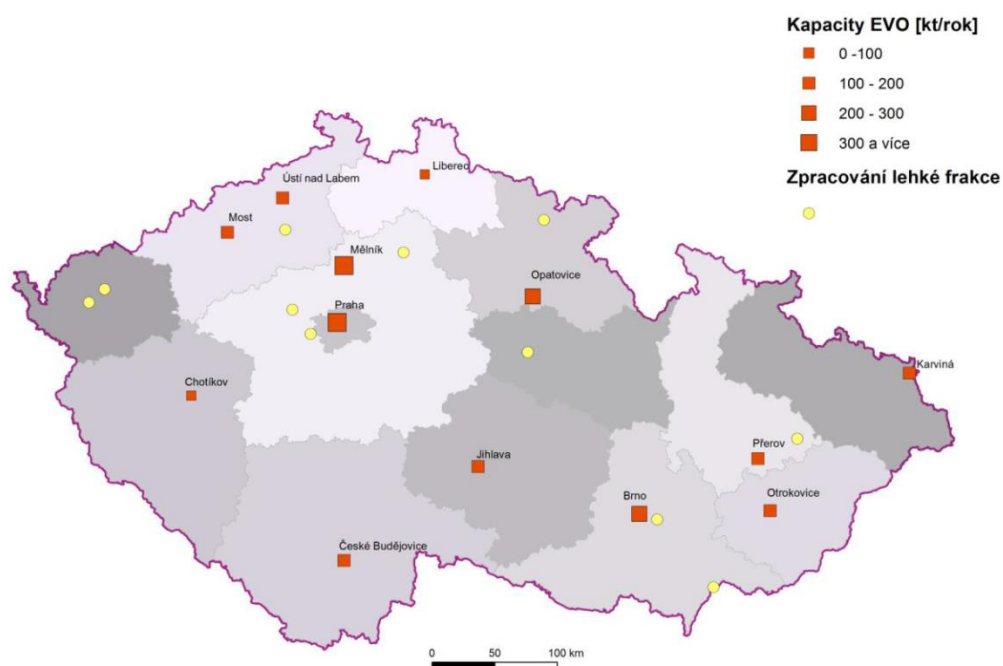 Kapacity EVO [kt/rok]
0 -100
100 - 200
200 - 300
300 a více
Zpracování lehké frakce
Liberec
Ústí nad Labem
Most
Mělník
Opatovice
Praha
Karviná
Chotíkov
Přerov
Jihlava
Otrokovice
Brno
České Budějovice
0 50 100 km